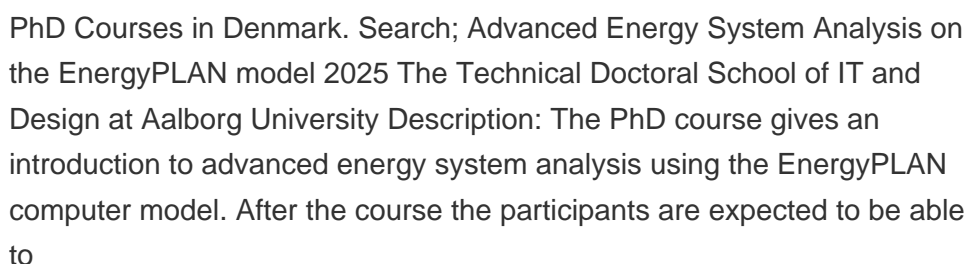 PhD Courses in Denmark. Search; Advanced Energy System Analysis on
the EnergyPLAN model 2025 The Technical Doctoral School of IT and
Design at Aalborg University Description: The PhD course gives an
introduction to advanced energy system analysis using the EnergyPLAN
computer model. After the course the participants are expected to be able
to